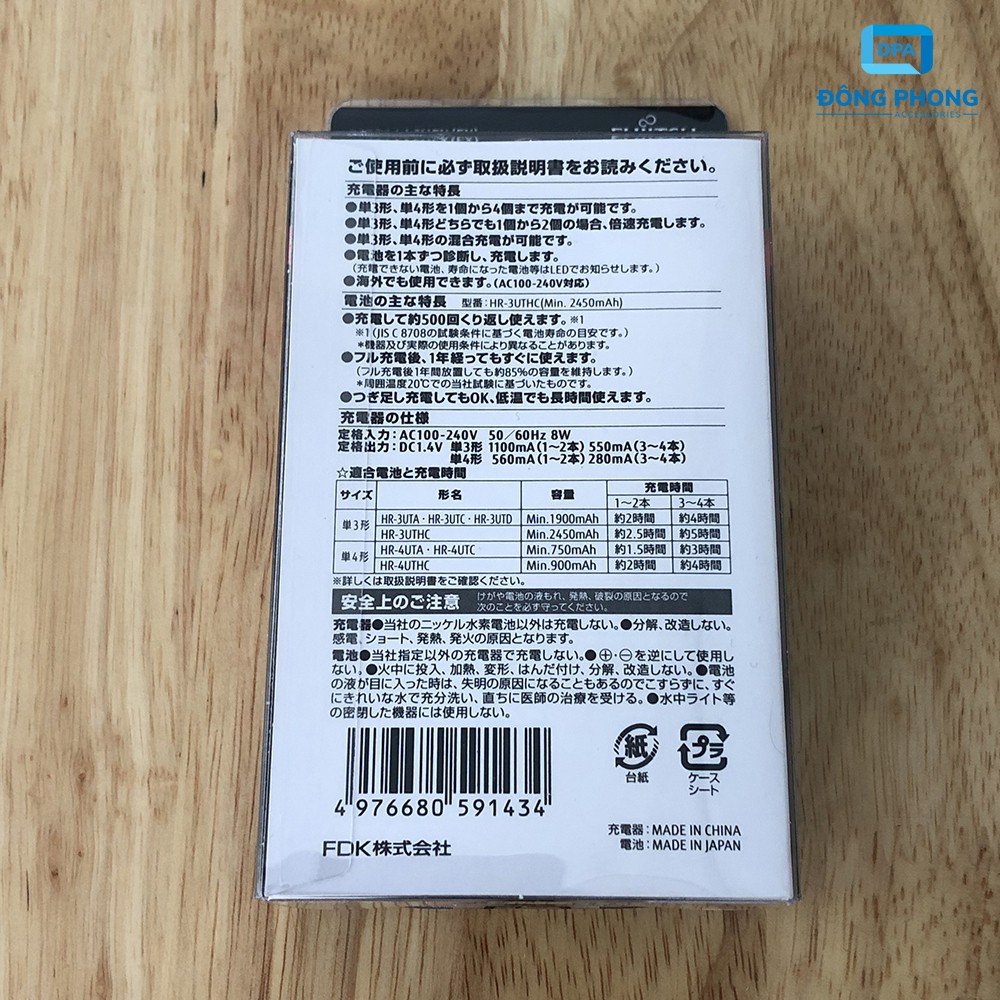 DPA
ĐÔNG PHONG
ACCESSORIES
FUJITSU
ご使用前に必ず取扱説明書をお読みください。
充電器の主な特長
●単3形、単4形を1個から4個まで充電が可能です。
●単3形、単4形どちらでも1個から2個の場合、倍速充電します。
●単3形、単4形の混合充電が可能です。
●電池を1本ずつ診断し、充電します。
(充電できない電池、寿命になった電池等はLEDでお知らせします。)
●海外でも使用できます。(AC100-240V対応)
電池の主な特長 型番:HR-3UTHC(Min. 2450mAh)
●充電して約500回くり返し使えます。※1
※1(JIS C 8708の試験条件に基づく電池寿命の目安です。)
*機器及び実際の使用条件により異なることがあります。
●フル充電後、1年経ってもすぐに使えます。
(フル充電後1年間放置しても約85%の容量を維持します。)
*周囲温度20℃での当社試験に基づいたものです。
●つぎ足し充電してもOK、低温でも長時間使えます。
充電器の仕様
定格入力:AC100-240V 50/60Hz 8W
定格出力:DC1.4V 単3形 1100mA(1~2本) 550mA(3~4本)
単4形 560mA(1~2本) 280mA(3~4本)
☆適合電池と充電時間
サイズ 形名 容量 充電時間
1~2本 3~4本
単3形 HR-3UTA・HR-3UTC・HR-3UTD Min.1900mAh 約2時間 約4時間
HR-3UTHC Min.2450mAh 約2.5時間 約5時間
単4形 HR-4UTA・HR-4UTC Min.750mAh 約1.5時間 約3時間
HR-4UTHC Min.900mAh 約2時間 約4時間
※詳しくは取扱説明書をご確認ください。
安全上のご注意 けがや電池の液もれ、発熱、破裂の原因となるので
次のことを必ず守ってください。
充電器●当社のニッケル水素電池以外は充電しない。●分解、改造しない。
感電、ショート、発熱、発火の原因となります。
電池●当社指定以外の充電器で充電しない。●⊕・⊖を逆にして使用し
ない。●火中に投入、加熱、変形、はんだ付け、分解、改造しない。●電池
の液が目に入った時は、失明の原因になることもあるのでこすらずに、すぐ
にきれいな水で充分洗い、直ちに医師の治療を受ける。●水中ライト等
の密閉した機器には使用しない。
紙 プラ
台紙 ケース
シート
4 976680 591434
充電器:MADE IN CHINA
電池:MADE IN JAPAN
FDK株式会社